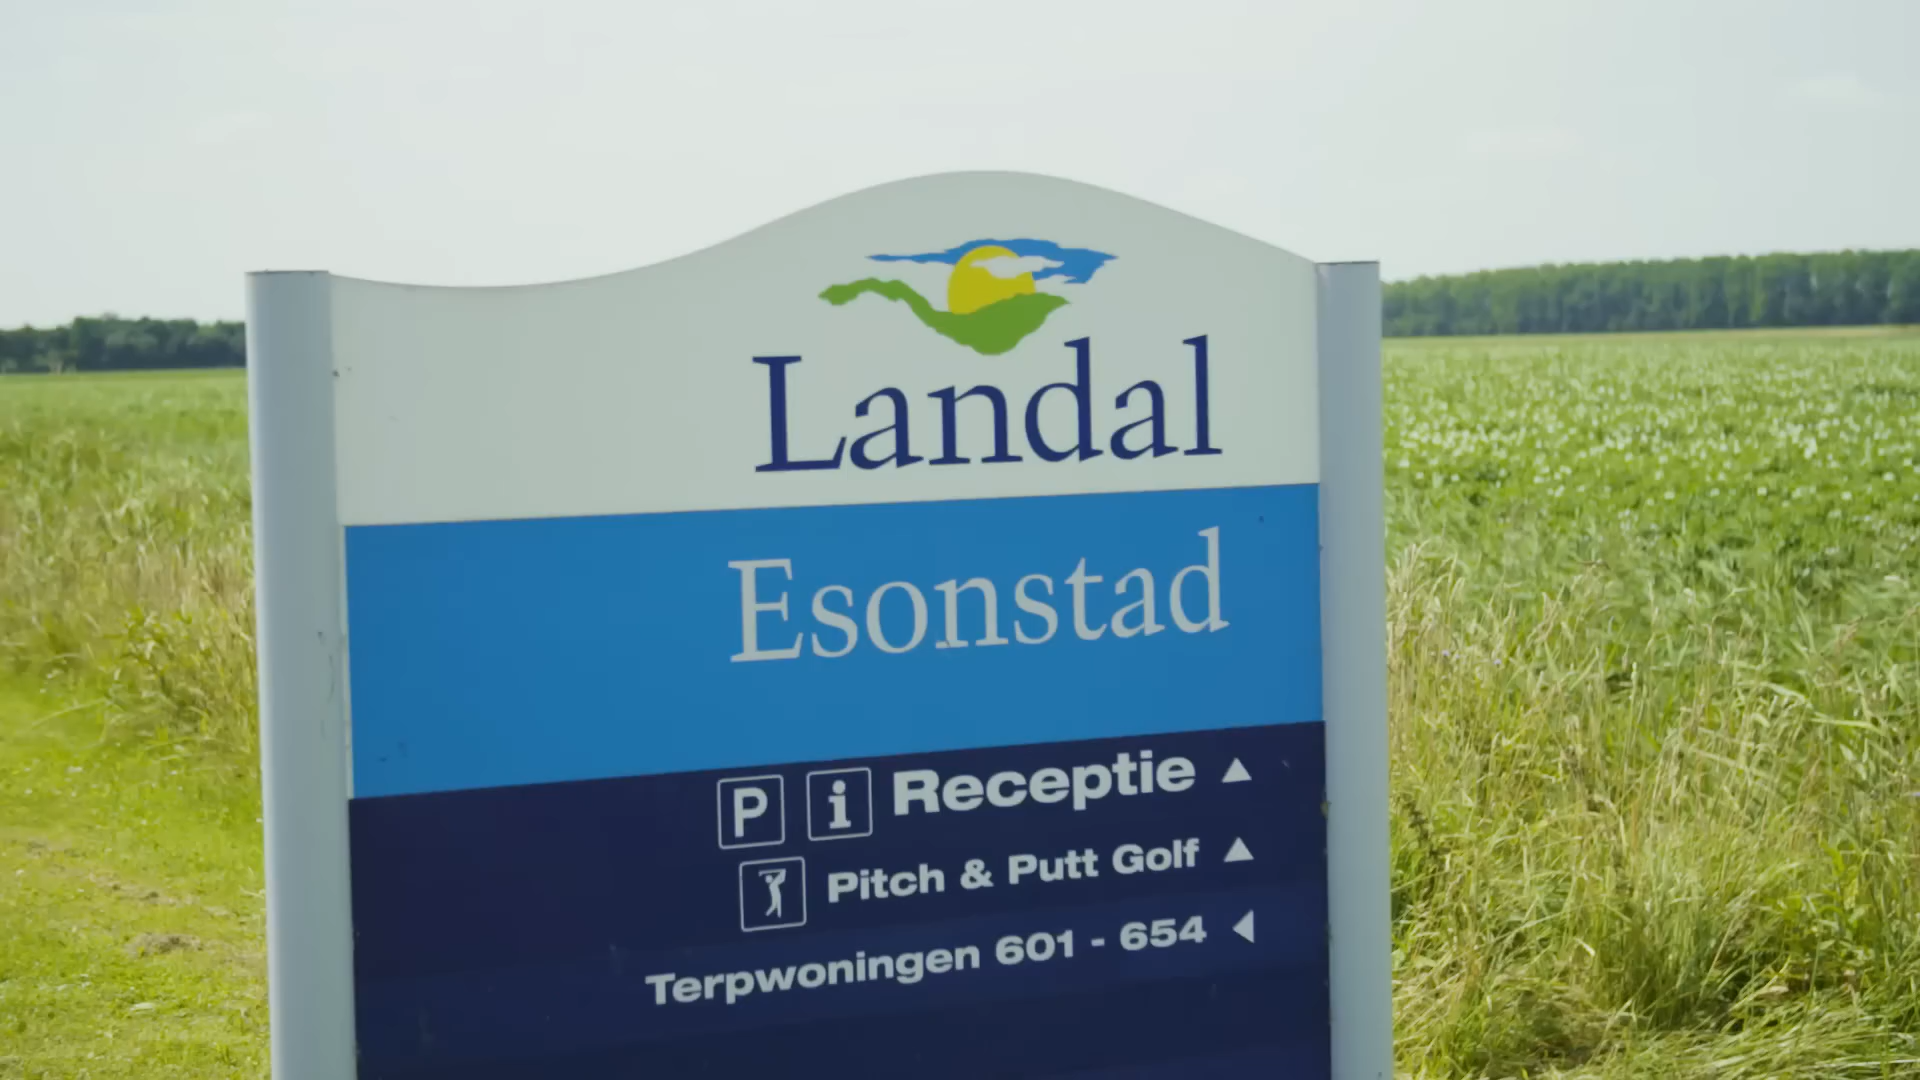 Landal
Esonstad
P i Receptie
Pitch & Putt Golf
Terpwoningen 601 - 654